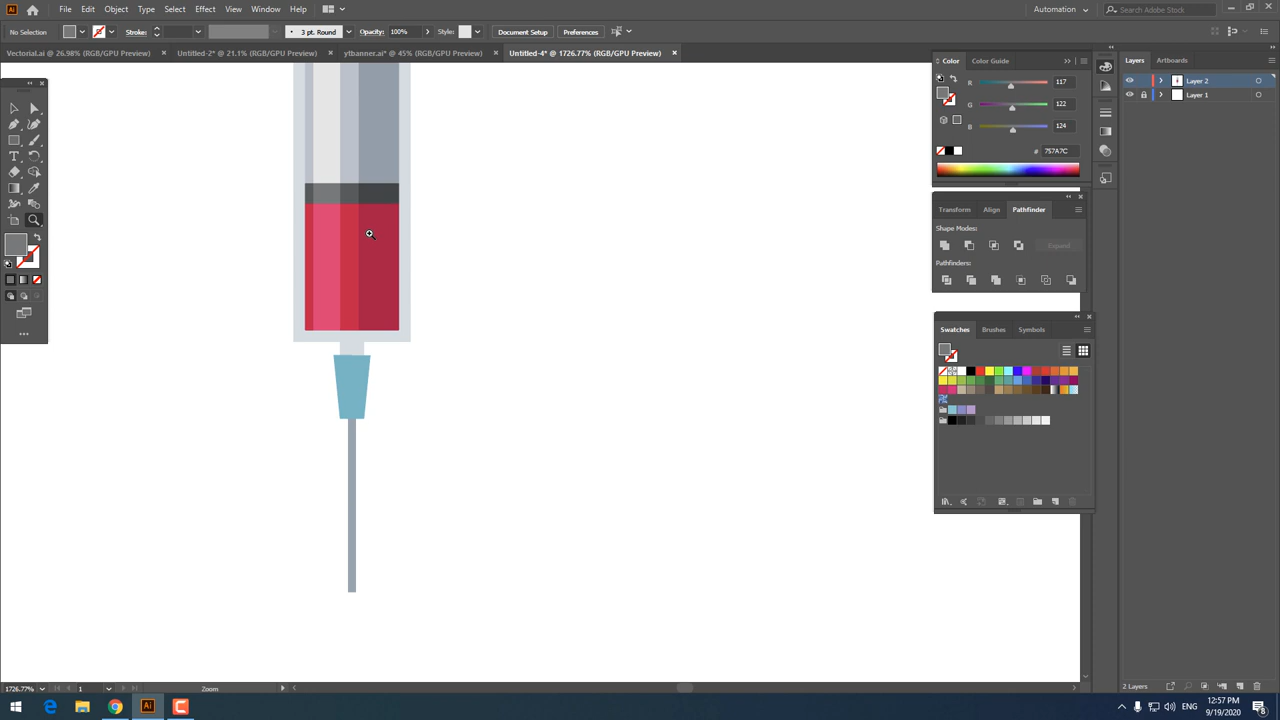 Ai File Edit Object Type Select Effect View Window Help Automation Search Adobe Stock
No Selection Stroke: 3 pt. Round Opacity: 100% Style: Document Setup Preferences
Vectorial.ai @ 26.98% (RGB/GPU Preview) Untitled-2* @ 21.1% (RGB/GPU Preview) ytbanner.ai* @ 45% (RGB/GPU Preview) Untitled-4* @ 1726.77% (RGB/GPU Preview)
Color Color Guide
R 117
G 122
B 124
# 757A7C
Layers Artboards
Layer 2
Layer 1
Transform Align Pathfinder
Shape Modes:
Expand
Pathfinders:
Swatches Brushes Symbols
1726.77% 1 Zoom
2 Layers
Ai ENG 12:57 PM
9/19/2020